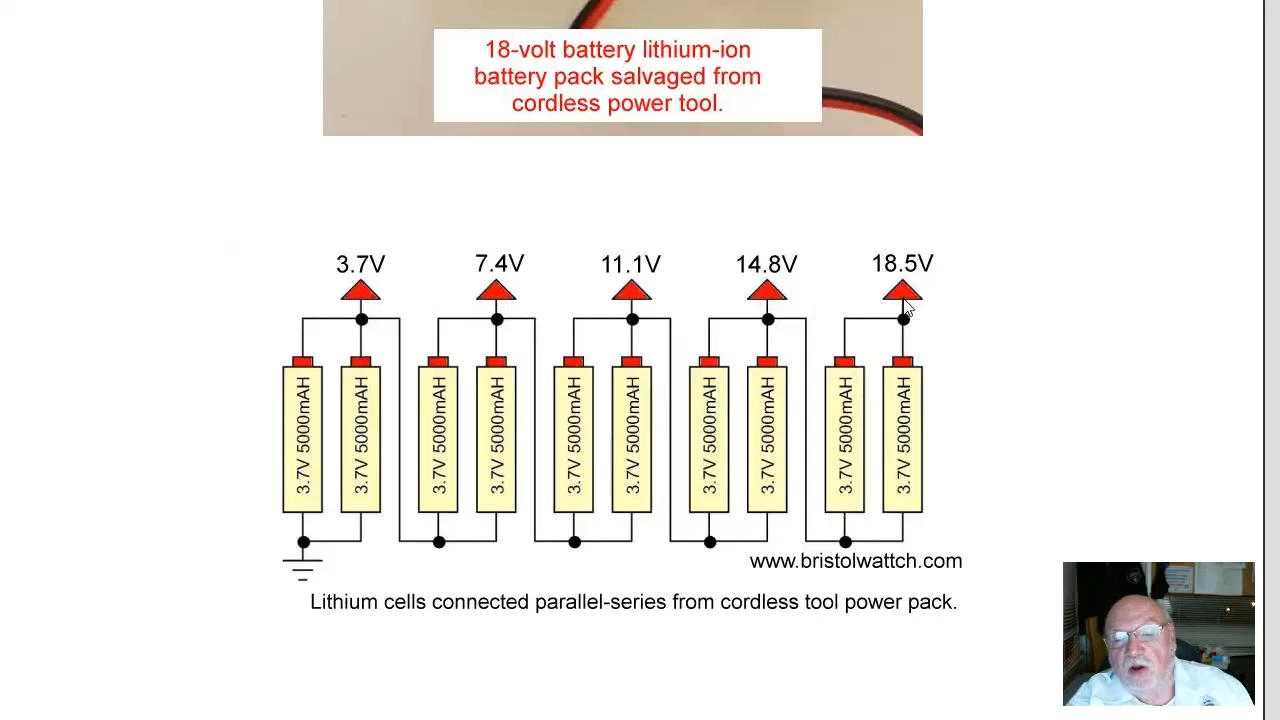 18-volt battery lithium-ion
battery pack salvaged from
cordless power tool.
3.7V 7.4V 11.1V 14.8V 18.5V
3.7V 5000mAH 3.7V 5000mAH 3.7V 5000mAH 3.7V 5000mAH 3.7V 5000mAH 3.7V 5000mAH 3.7V 5000mAH 3.7V 5000mAH 3.7V 5000mAH 3.7V 5000mAH
www.bristolwattch.com
Lithium cells connected parallel-series from cordless tool power pack.